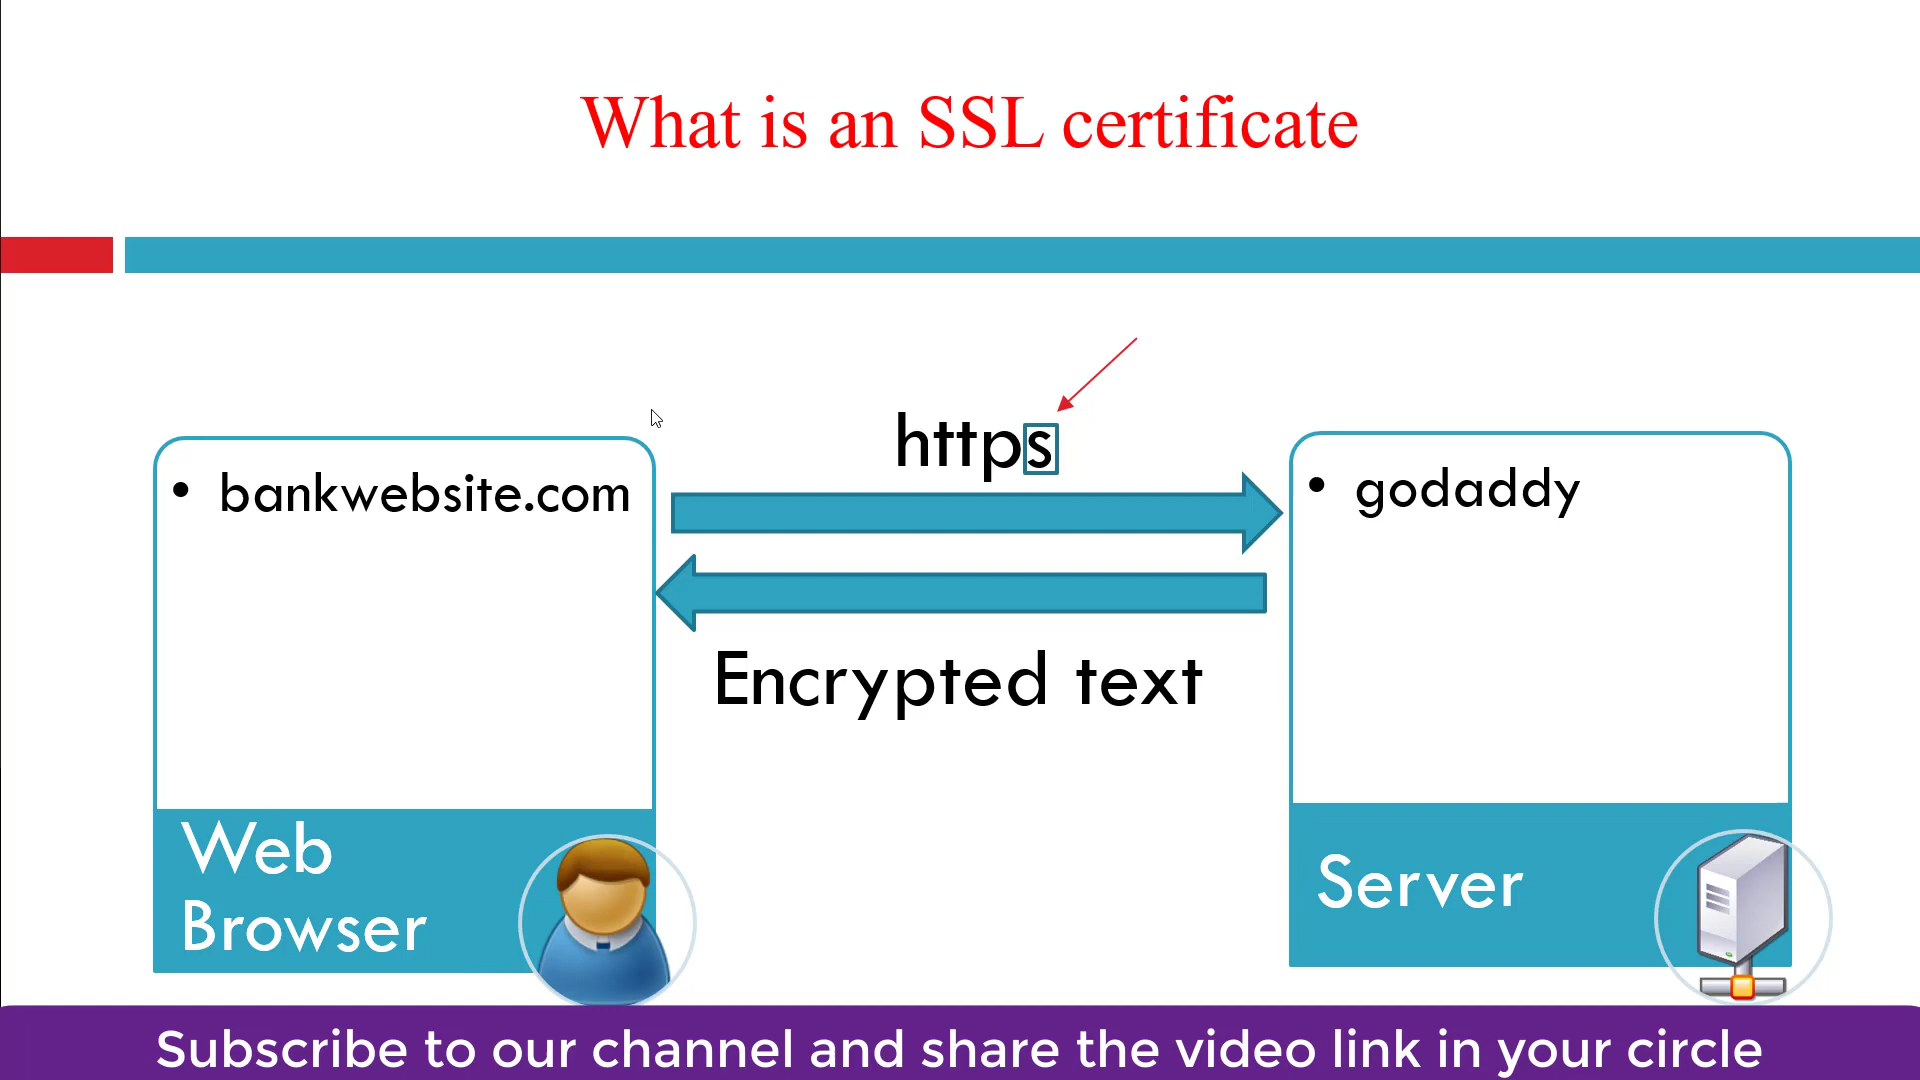 What is an SSL certificate
https
• bankwebsite.com
• godaddy
Encrypted text
Web
Browser
Server
Subscribe to our channel and share the video link in your circle